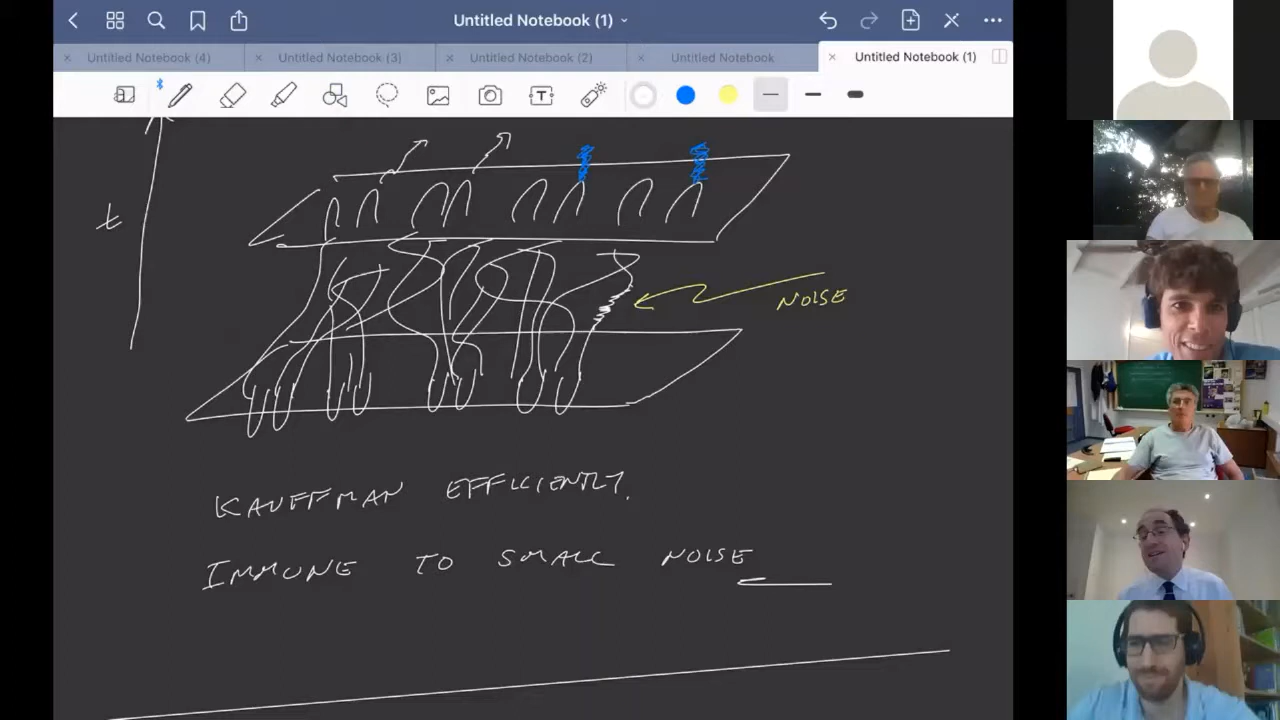 Untitled Notebook (1)
Untitled Notebook (4)
Untitled Notebook (3)
Untitled Notebook (2)
Untitled Notebook
Untitled Notebook (1)
T
t
NOISE
KAUFFMAN EFFICIENTLY.
IMMUNE TO SMALL NOISE